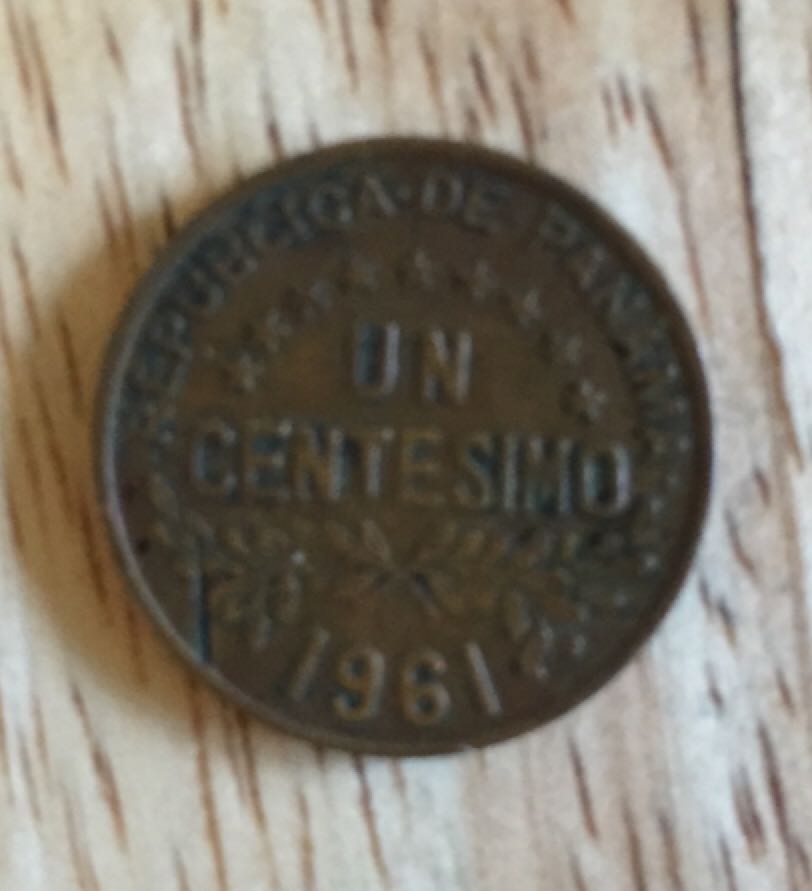 REPUBLICA · DE PANAMA
UN
CENTESIMO
1961